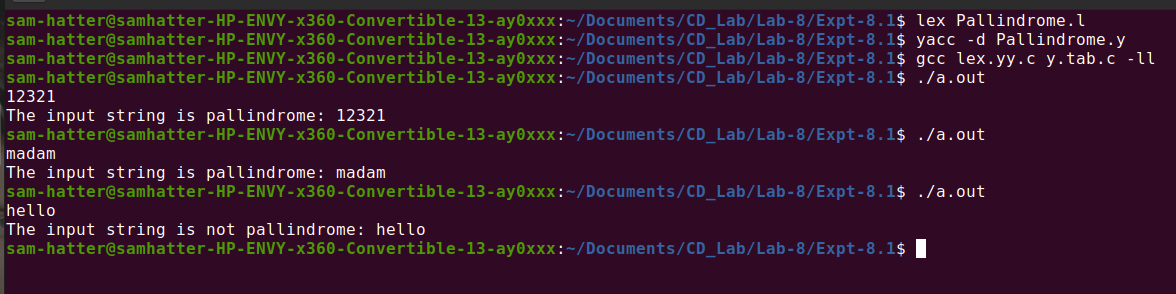 sam-hatter@samhatter-HP-ENVY-x360-Convertible-13-ay0xxx:~/Documents/CD_Lab/Lab-8/Expt-8.1$ lex Pallindrome.l
sam-hatter@samhatter-HP-ENVY-x360-Convertible-13-ay0xxx:~/Documents/CD_Lab/Lab-8/Expt-8.1$ yacc -d Pallindrome.y
sam-hatter@samhatter-HP-ENVY-x360-Convertible-13-ay0xxx:~/Documents/CD_Lab/Lab-8/Expt-8.1$ gcc lex.yy.c y.tab.c -ll
sam-hatter@samhatter-HP-ENVY-x360-Convertible-13-ay0xxx:~/Documents/CD_Lab/Lab-8/Expt-8.1$ ./a.out
12321
The input string is pallindrome: 12321
sam-hatter@samhatter-HP-ENVY-x360-Convertible-13-ay0xxx:~/Documents/CD_Lab/Lab-8/Expt-8.1$ ./a.out
madam
The input string is pallindrome: madam
sam-hatter@samhatter-HP-ENVY-x360-Convertible-13-ay0xxx:~/Documents/CD_Lab/Lab-8/Expt-8.1$ ./a.out
hello
The input string is not pallindrome: hello
sam-hatter@samhatter-HP-ENVY-x360-Convertible-13-ay0xxx:~/Documents/CD_Lab/Lab-8/Expt-8.1$